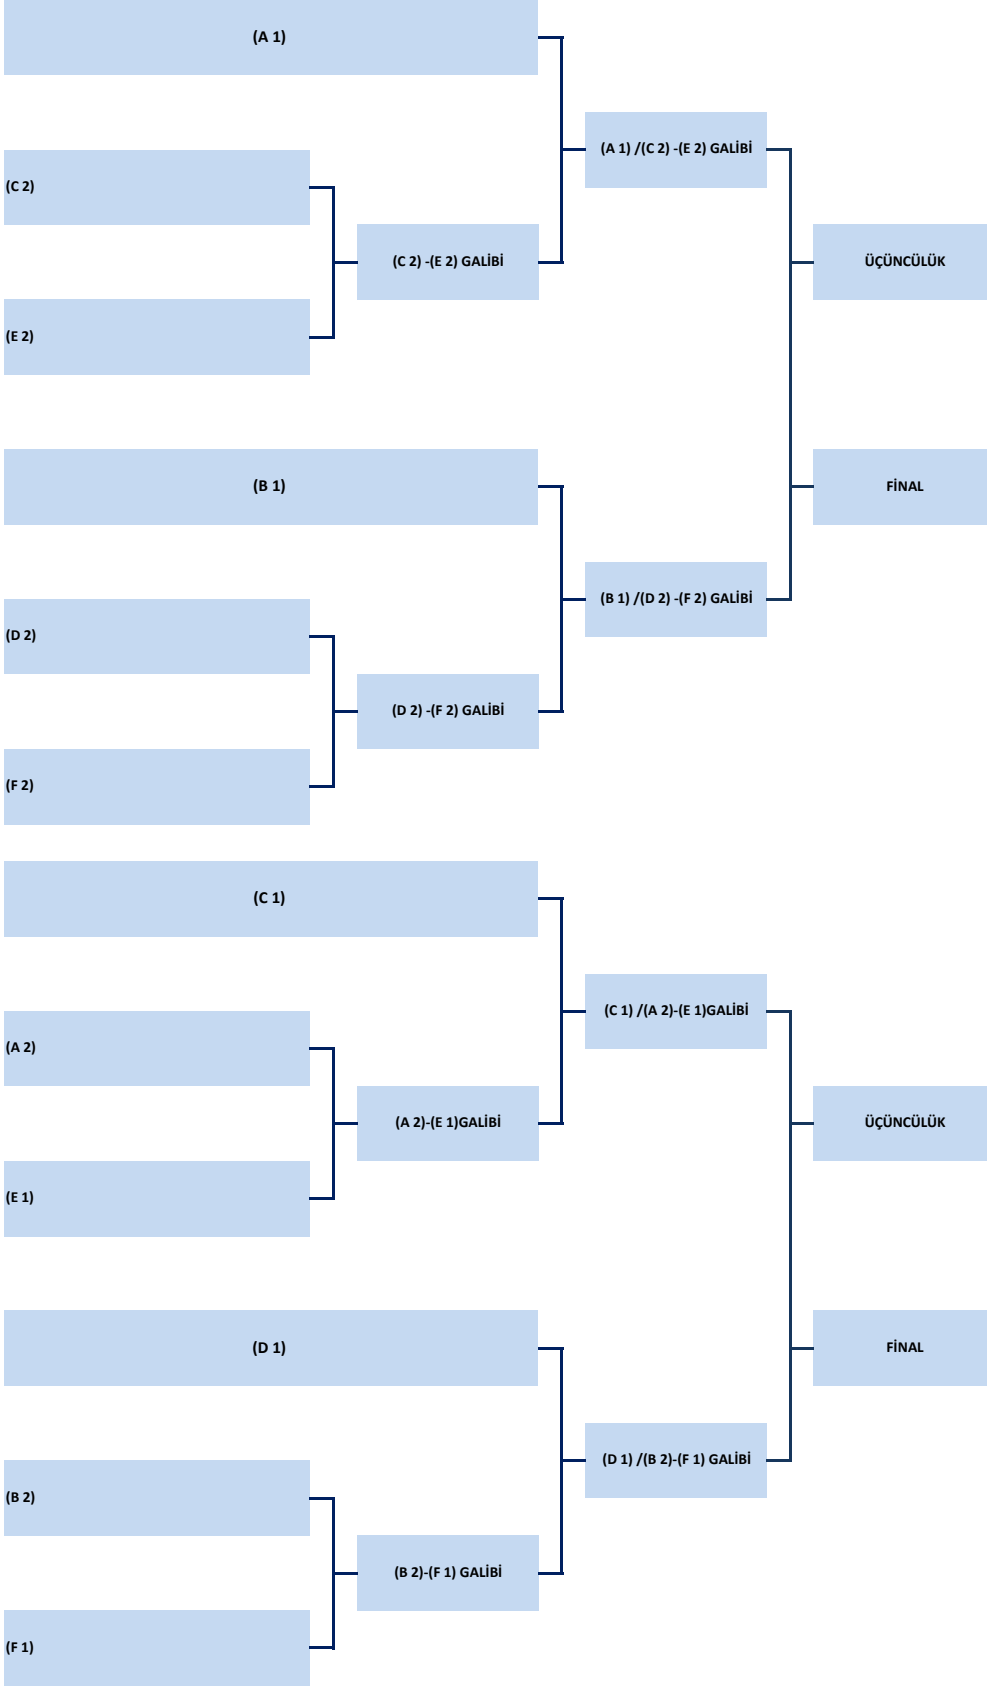 (A 1)
(A 1) /(C 2) -(E 2) GALİBİ
(C 2)
(C 2) -(E 2) GALİBİ
ÜÇÜNCÜLÜK
(E 2)
(B 1)
FİNAL
(B 1) /(D 2) -(F 2) GALİBİ
(D 2)
(D 2) -(F 2) GALİBİ
(F 2)
(C 1)
(C 1) /(A 2)-(E 1)GALİBİ
(A 2)
(A 2)-(E 1)GALİBİ
ÜÇÜNCÜLÜK
(E 1)
(D 1)
FİNAL
(D 1) /(B 2)-(F 1) GALİBİ
(B 2)
(B 2)-(F 1) GALİBİ
(F 1)